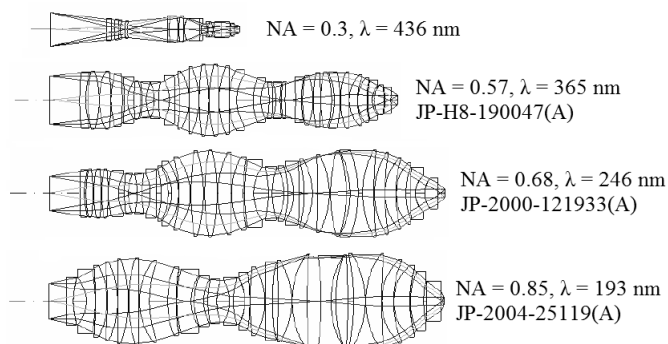 NA = 0.3, λ = 436 nm
NA = 0.57, λ = 365 nm
JP-H8-190047(A)
NA = 0.68, λ = 246 nm
JP-2000-121933(A)
NA = 0.85, λ = 193 nm
JP-2004-25119(A)